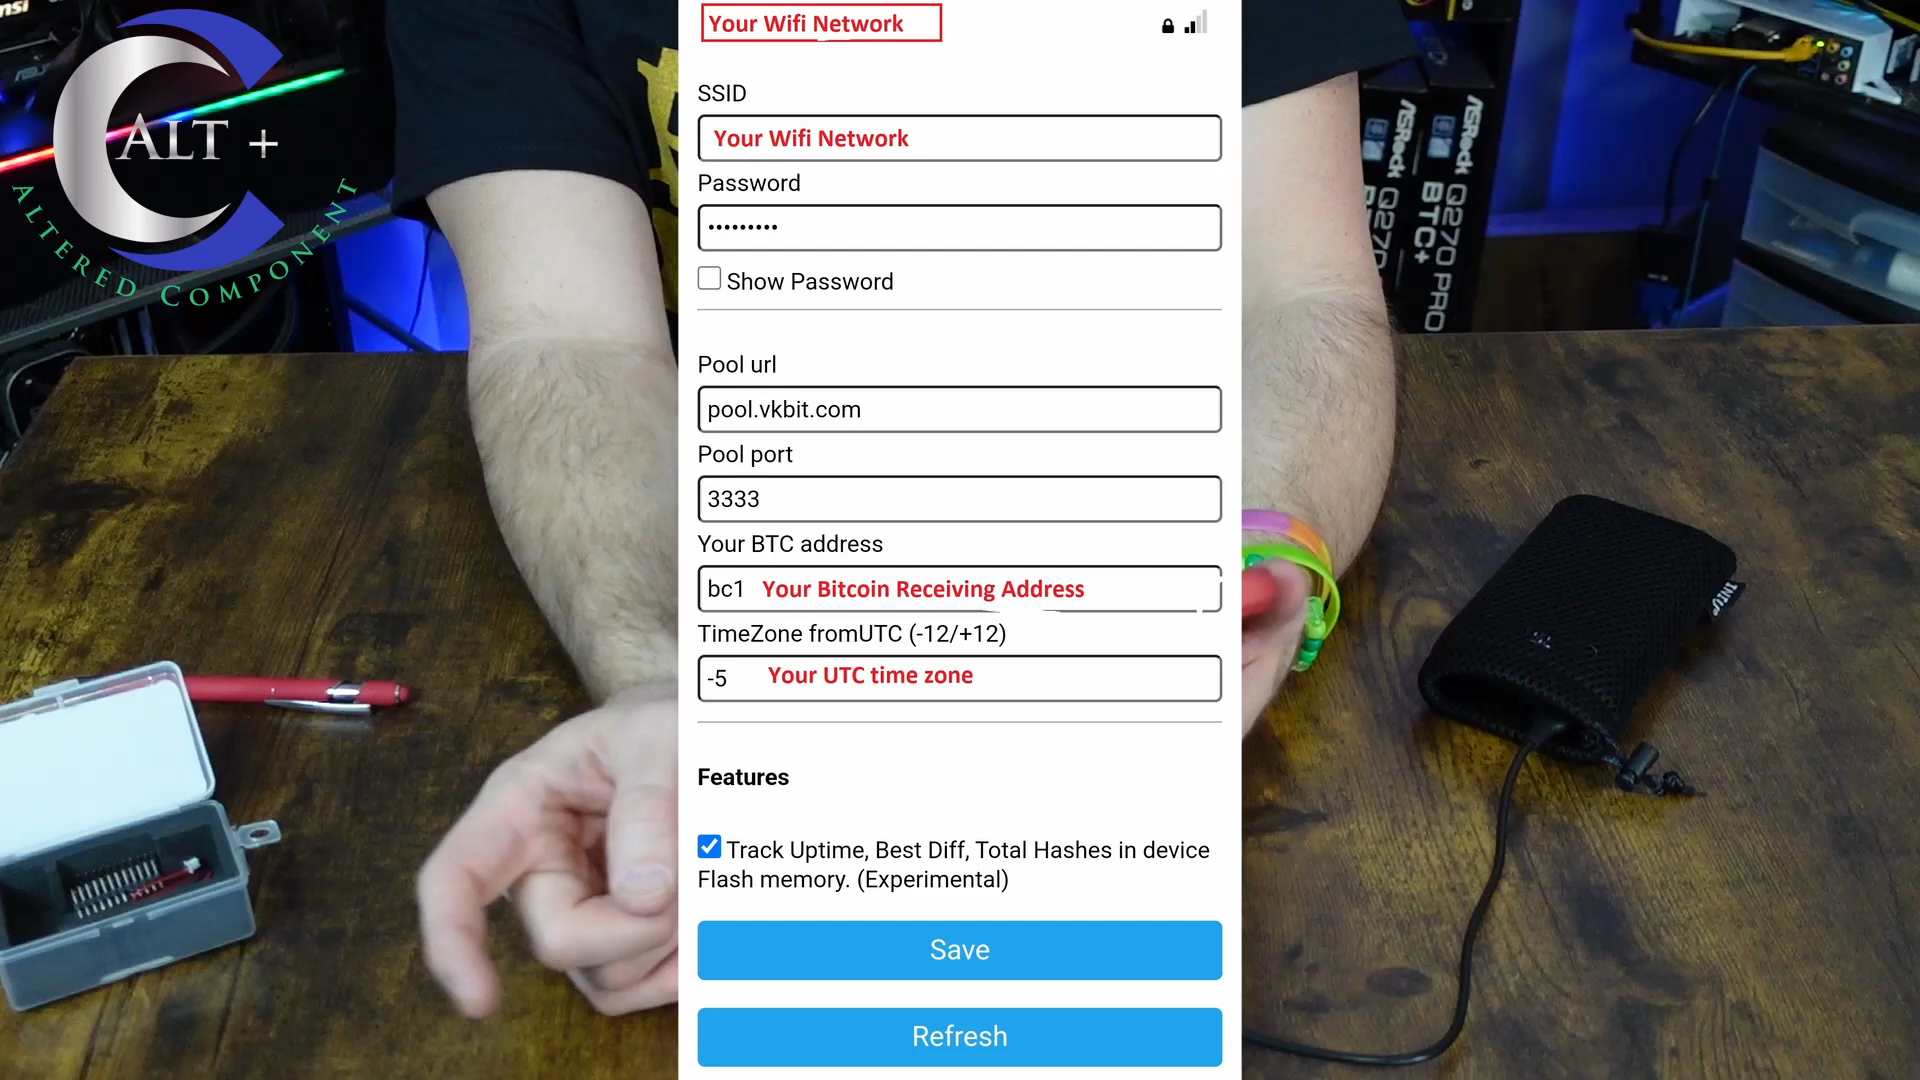 msi
ALT +
ALTERED COMPONENT
Your Wifi Network
SSID
Your Wifi Network
Password
•••••••••
Show Password
Pool url
pool.vkbit.com
Pool port
3333
Your BTC address
bc1 Your Bitcoin Receiving Address
TimeZone fromUTC (-12/+12)
-5 Your UTC time zone
Features
Track Uptime, Best Diff, Total Hashes in device
Flash memory. (Experimental)
Save
Refresh
ASRock
Q270
ASRock
Q270 PRO
BTC+
INIU